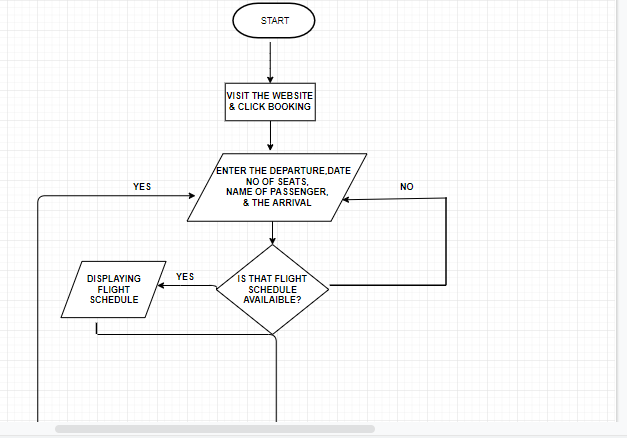 START
VISIT THE WEBSITE
& CLICK BOOKING
ENTER THE DEPARTURE,DATE
NO OF SEATS,
NAME OF PASSENGER,
& THE ARRIVAL
YES
NO
DISPLAYING
FLIGHT
SCHEDULE
YES
IS THAT FLIGHT
SCHEDULE
AVAILAIBLE?